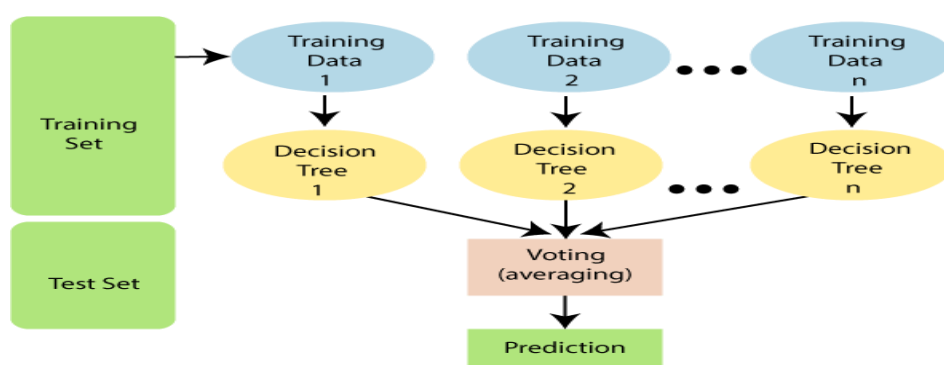 Training
Set
Test Set
Training
Data
1
Training
Data
2
Training
Data
n
Decision
Tree
1
Decision
Tree
2
Decision
Tree
n
Voting
(averaging)
Prediction